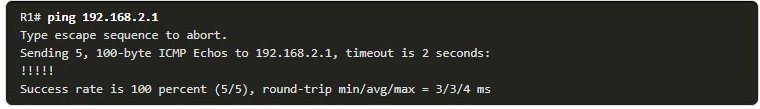 R1# ping 192.168.2.1
Type escape sequence to abort.
Sending 5, 100-byte ICMP Echos to 192.168.2.1, timeout is 2 seconds:
!!!!!
Success rate is 100 percent (5/5), round-trip min/avg/max = 3/3/4 ms